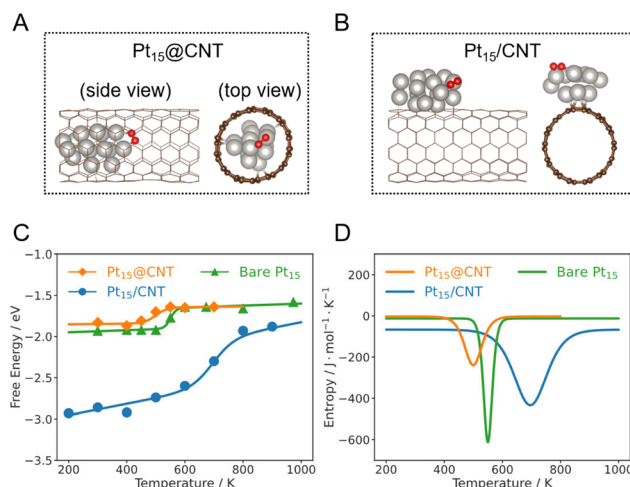 A
Pt₁₅@CNT
(side view) (top view)
B
Pt₁₅/CNT
C
Free Energy / eV
−1.0
−1.5
−2.0
−2.5
−3.0
−3.5
Pt₁₅@CNT
Bare Pt₁₅
Pt₁₅/CNT
200 400 600 800 1000
Temperature / K
D
Entropy / J · mol⁻¹ · K⁻¹
200
0
−200
−400
−600
Pt₁₅@CNT
Bare Pt₁₅
Pt₁₅/CNT
200 400 600 800 1000
Temperature / K